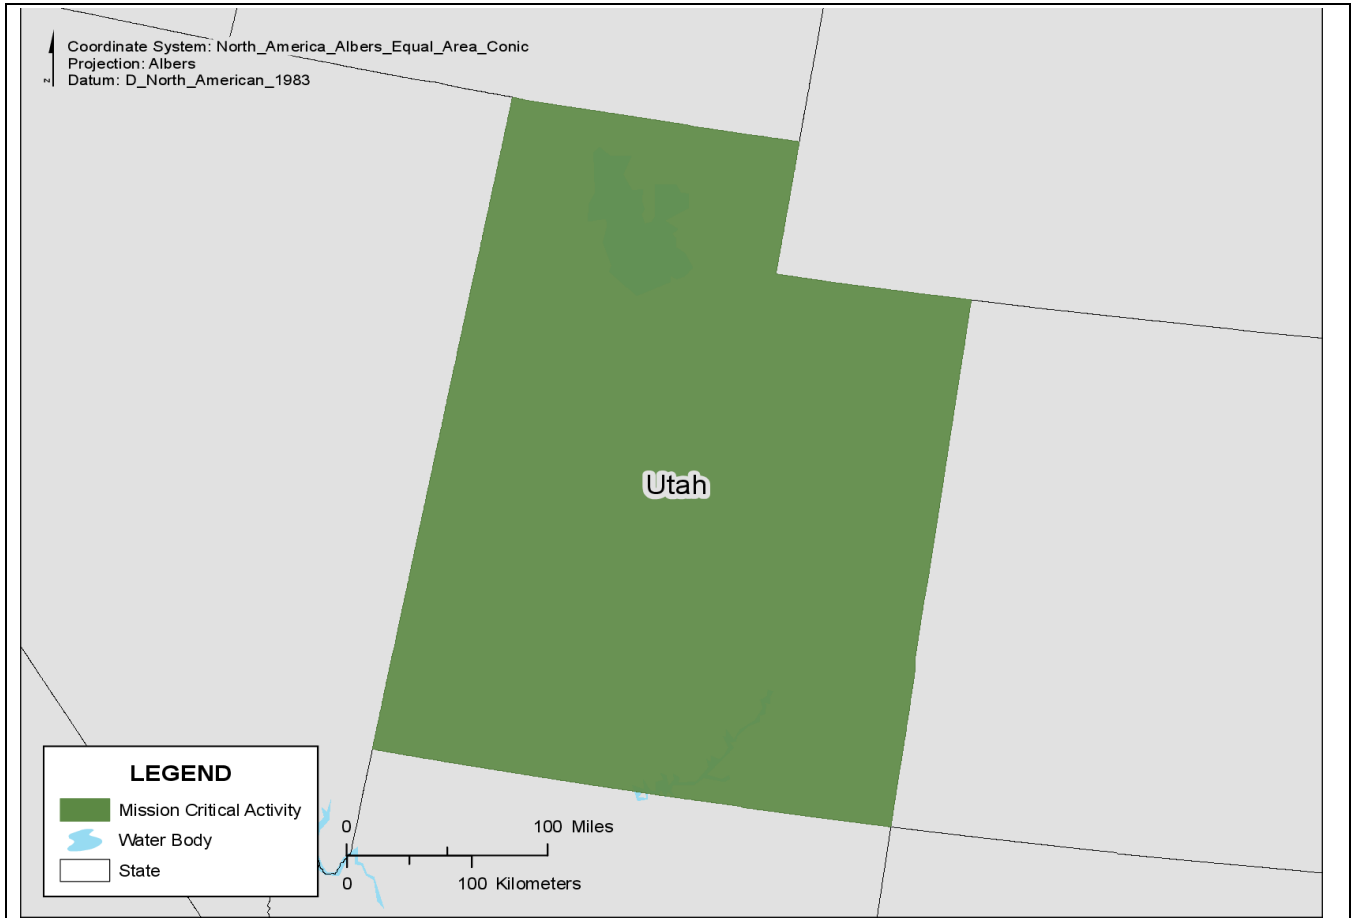 Coordinate System: North_America_Albers_Equal_Area_Conic
Projection: Albers
Datum: D_North_American_1983
z
Utah
LEGEND
Mission Critical Activity
Water Body
State
0 100 Miles
0 100 Kilometers